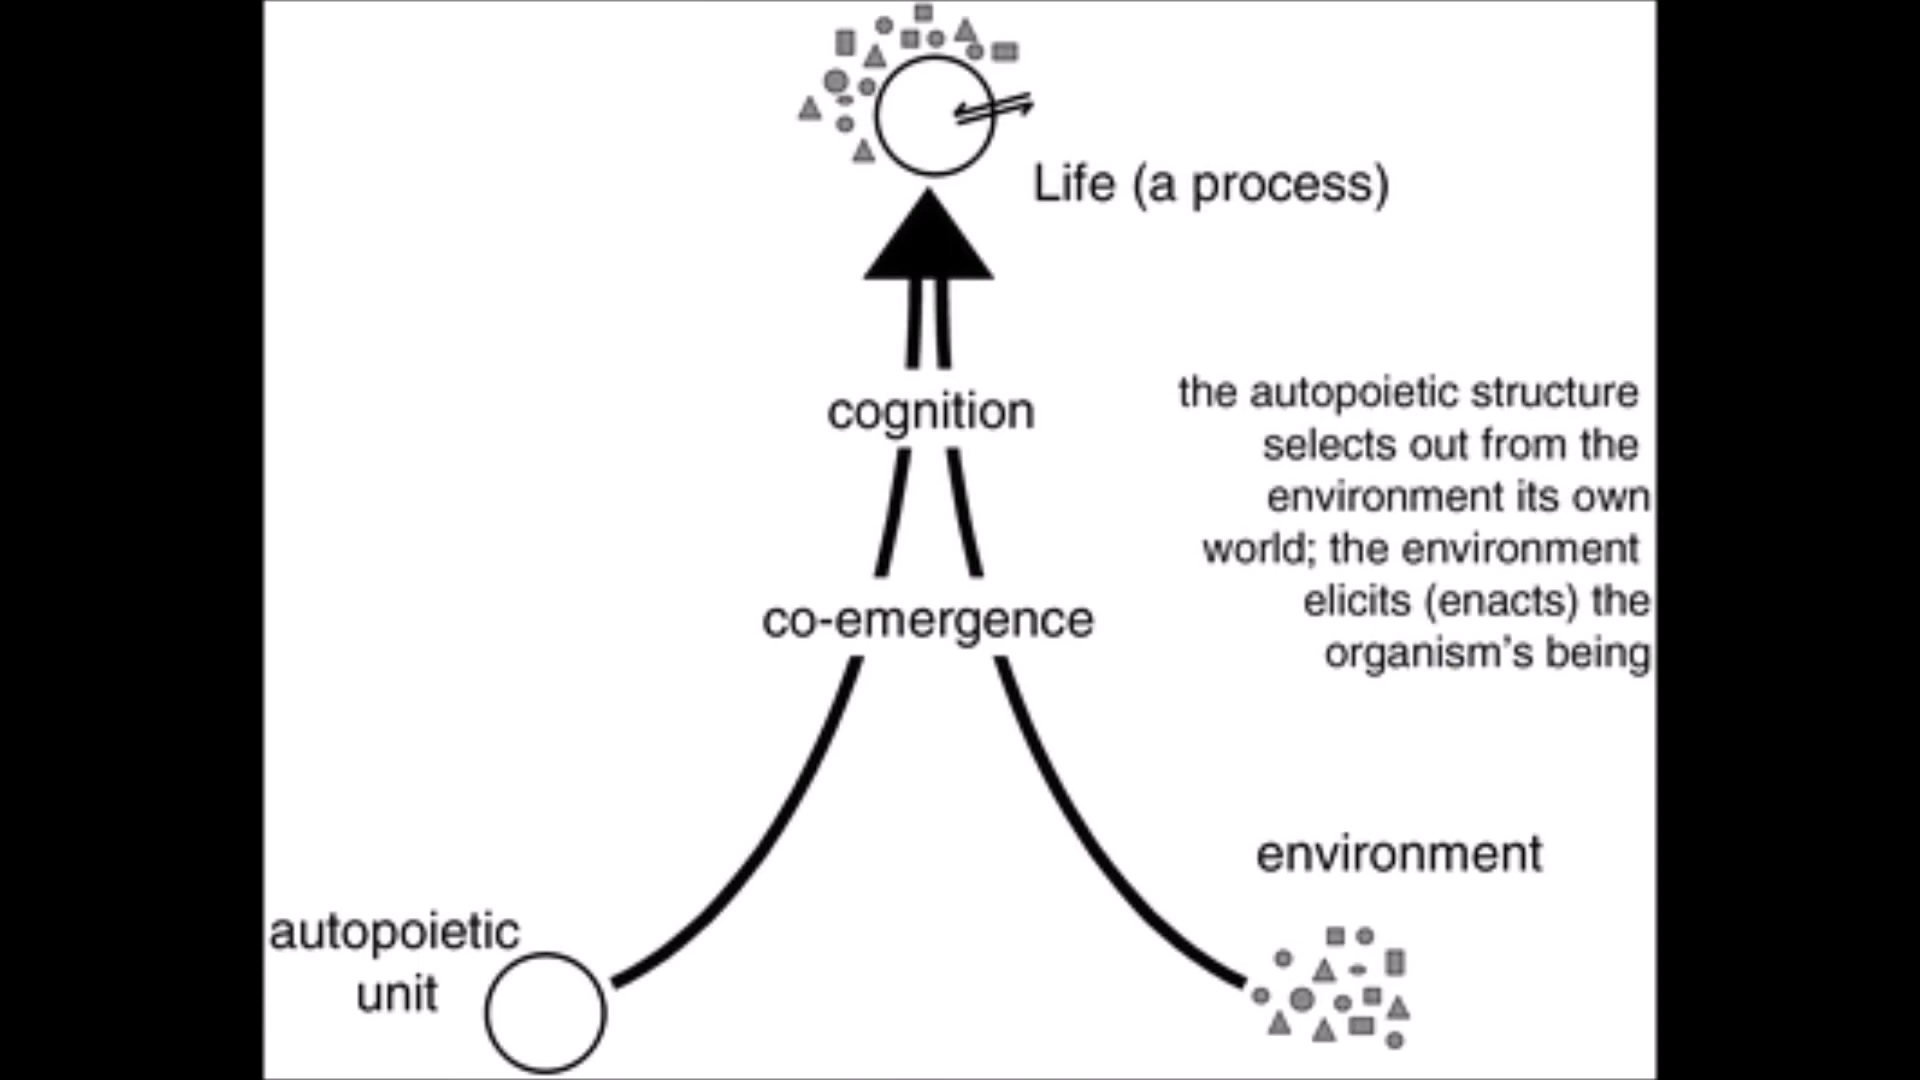 Life (a process)
cognition
the autopoietic structure
selects out from the
environment its own
world; the environment
elicits (enacts) the
organism's being
co-emergence
environment
autopoietic
unit